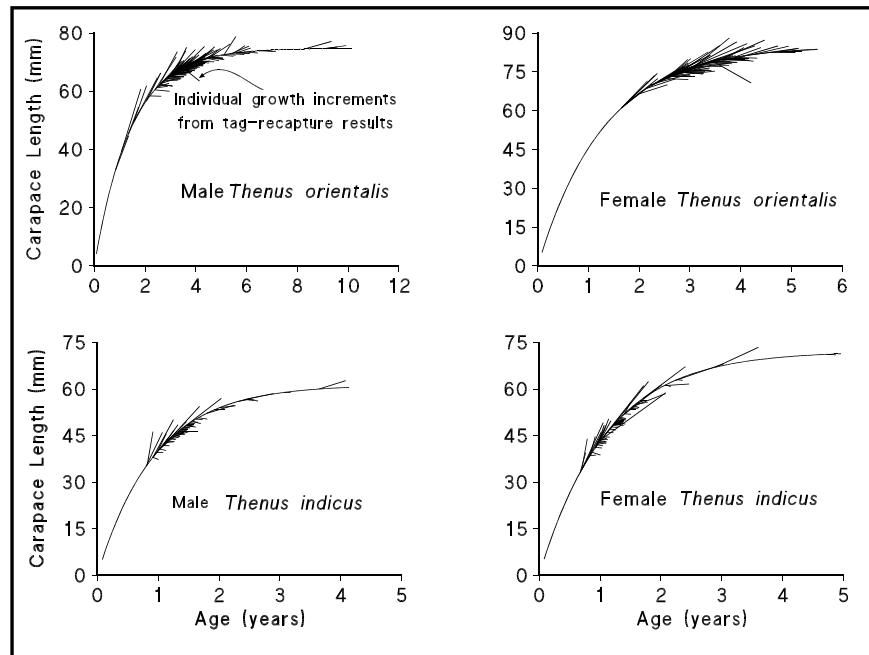 80
60
40
20
0
Carapace Length (mm)
0 2 4 6 8 10 12
Individual growth increments
from tag-recapture results
Male Thenus orientalis
90
75
60
45
30
15
0
0 1 2 3 4 5 6
Female Thenus orientalis
75
60
45
30
15
0
Carapace Length (mm)
0 1 2 3 4 5
Age (years)
Male Thenus indicus
75
60
45
30
15
0
0 1 2 3 4 5
Age (years)
Female Thenus indicus